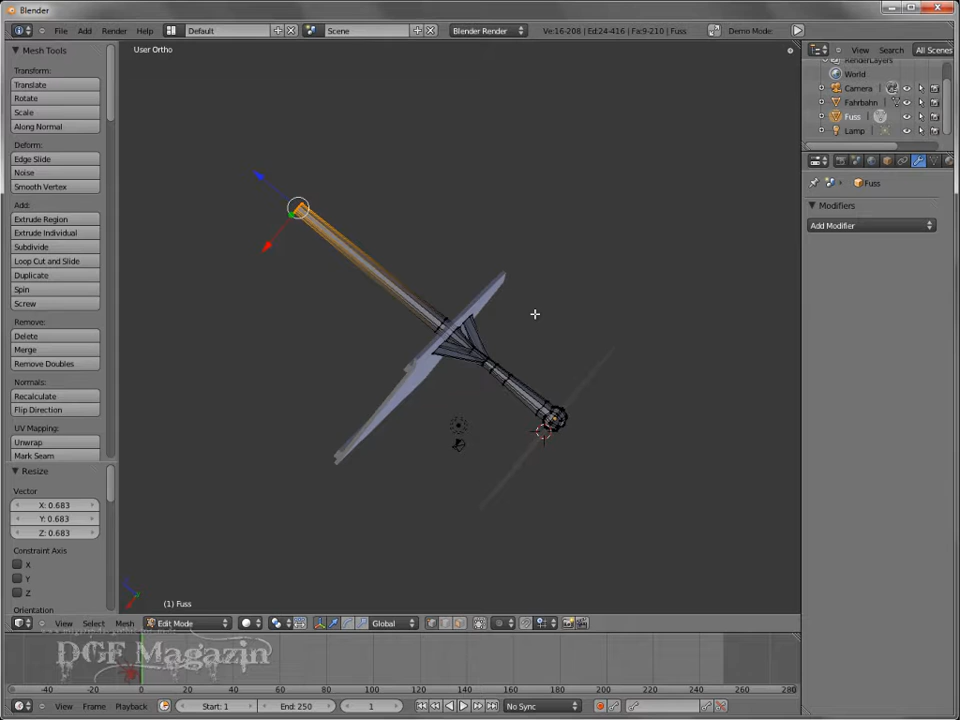 Blender
File Add Render Help
Default
Scene
Blender Render
Ve:16-208 | Ed:24-416 | Fa:9-210 | Fuss
Demo Mode
Mesh Tools
Transform:
Translate
Rotate
Scale
Along Normal
Deform:
Edge Slide
Noise
Smooth Vertex
Add:
Extrude Region
Extrude Individual
Subdivide
Loop Cut and Slide
Duplicate
Spin
Screw
Remove:
Delete
Merge
Remove Doubles
Normals:
Recalculate
Flip Direction
UV Mapping:
Unwrap
Mark Seam
Resize
Vector
X: 0.683
Y: 0.683
Z: 0.683
Constraint Axis
X
Y
Z
Orientation
User Ortho
(1) Fuss
View Search All Scenes
RenderLayers
World
Camera
Fahrbahn
Fuss
Lamp
Fuss
Modifiers
Add Modifier
View Select Mesh Edit Mode Global
DGF Magazin
-40 -20 0 20 40 60 80 100 120 140 160 180 200 220 240 260 280
View Frame Playback Start: 1 End: 250 1 No Sync